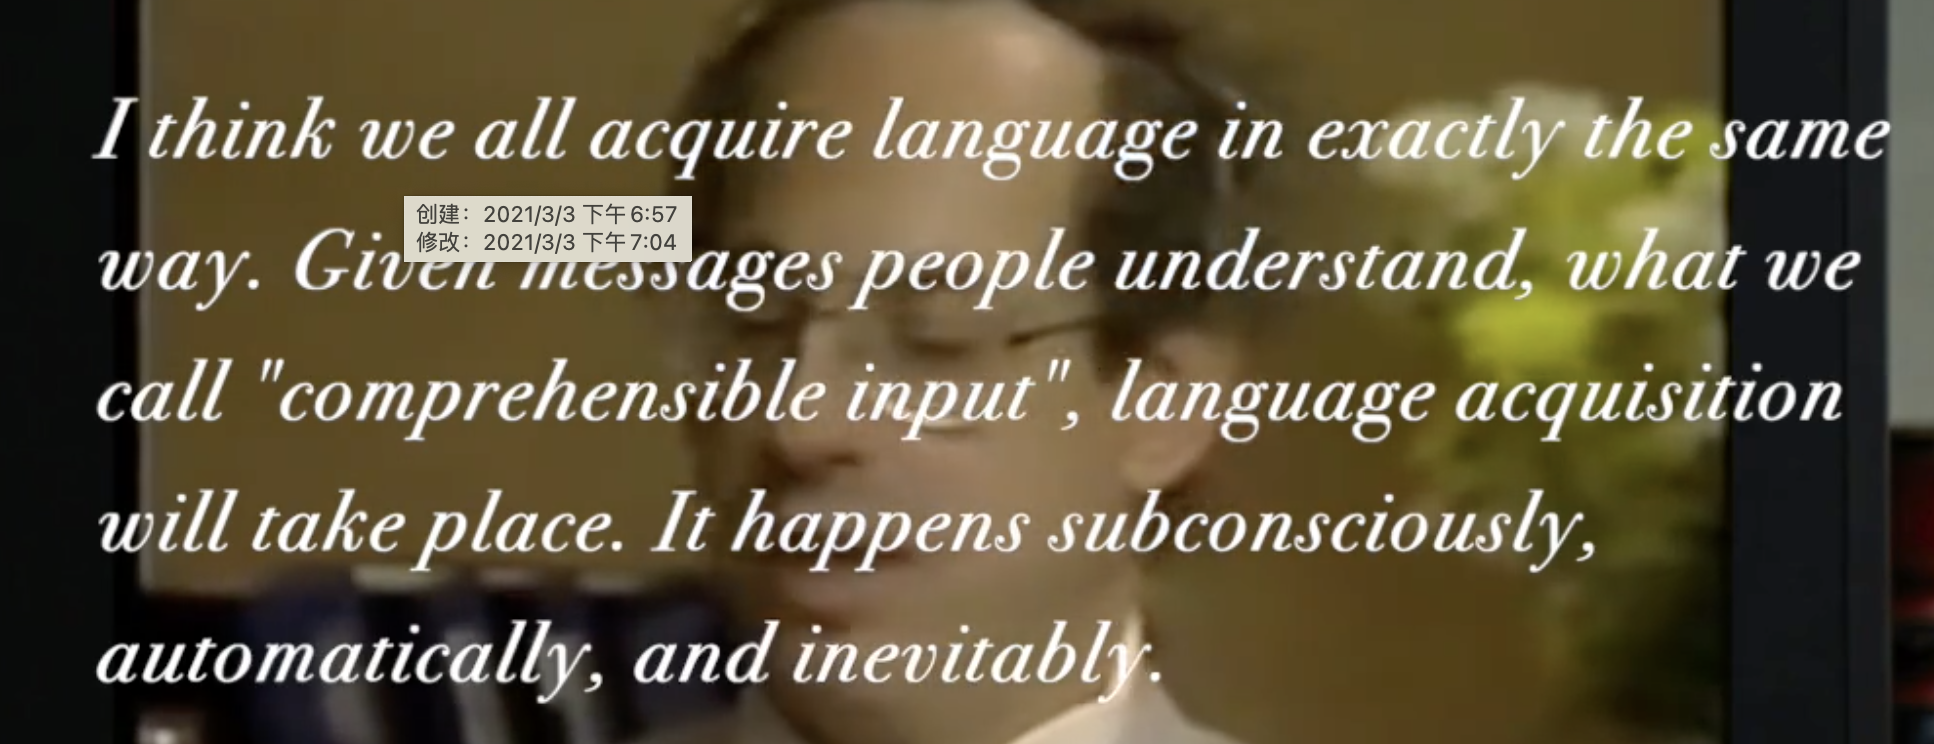 I think we all acquire language in exactly the same
创建：2021/3/3 下午6:57
修改：2021/3/3 下午7:04
way. Given messages people understand, what we
call "comprehensible input", language acquisition
will take place. It happens subconsciously,
automatically, and inevitably.